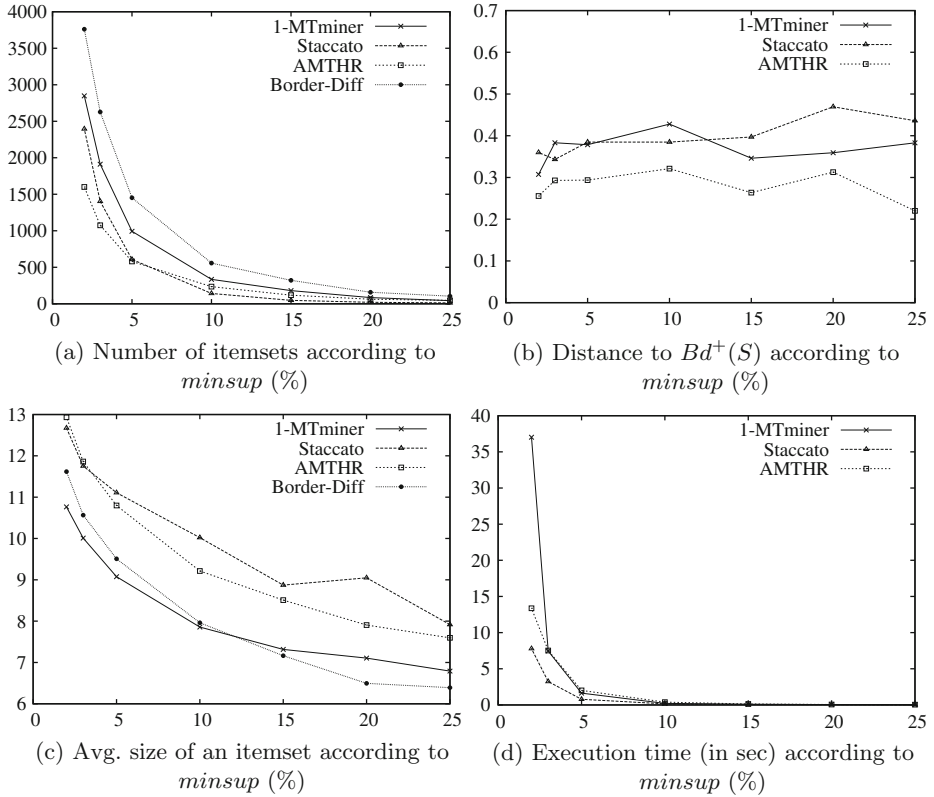 4000
3500
3000
2500
2000
1500
1000
500
0
0 5 10 15 20 25
1-MTminer
Staccato
AMTHR
Border-Diff
(a) Number of itemsets according to
minsup (%)
0.7
0.6
0.5
0.4
0.3
0.2
0.1
0
0 5 10 15 20 25
1-MTminer
Staccato
AMTHR
(b) Distance to Bd⁺(S) according to
minsup (%)
13
12
11
10
9
8
7
6
0 5 10 15 20 25
1-MTminer
Staccato
AMTHR
Border-Diff
(c) Avg. size of an itemset according to
minsup (%)
40
35
30
25
20
15
10
5
0
0 5 10 15 20 25
1-MTminer
Staccato
AMTHR
(d) Execution time (in sec) according to
minsup (%)